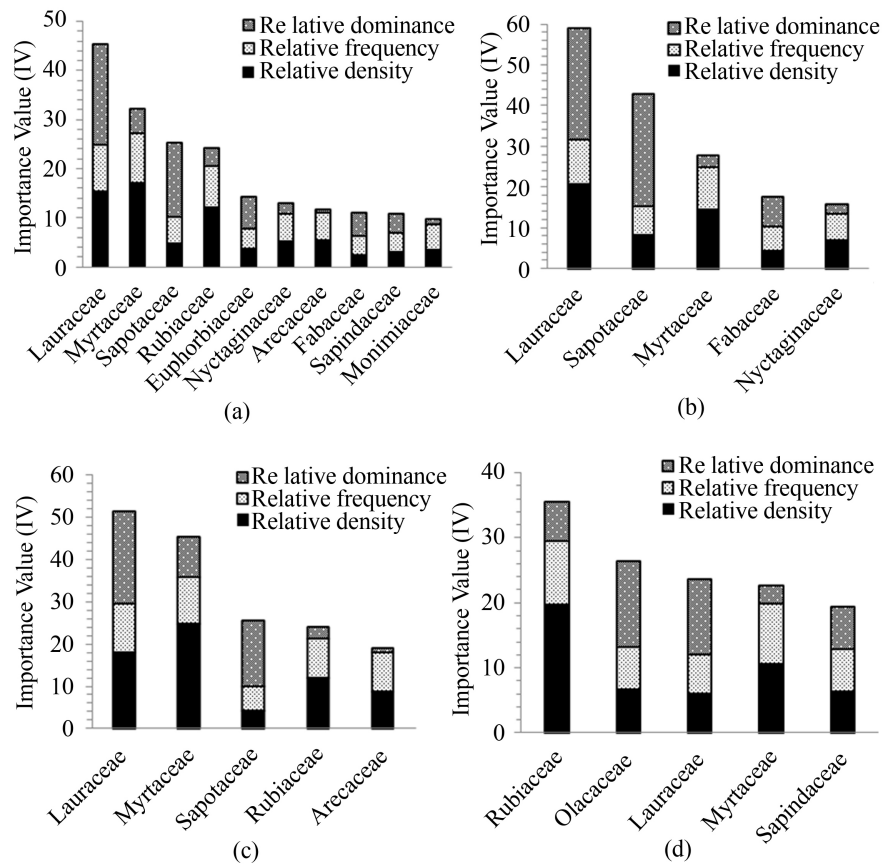 50
40
30
20
10
0
Importance Value (IV)
Re lative dominance
Relative frequency
Relative density
Lauraceae
Myrtaceae
Sapotaceae
Rubiaceae
Euphorbiaceae
Nyctaginaceae
Arecaceae
Fabaceae
Sapindaceae
Monimiaceae
(a)
60
50
40
30
20
10
0
Importance Value (IV)
Re lative dominance
Relative frequency
Relative density
Lauraceae
Sapotaceae
Myrtaceae
Fabaceae
Nyctaginaceae
(b)
60
50
40
30
20
10
0
Importance Value (IV)
Re lative dominance
Relative frequency
Relative density
Lauraceae
Myrtaceae
Sapotaceae
Rubiaceae
Arecaceae
(c)
40
30
20
10
0
Importance Value (IV)
Re lative dominance
Relative frequency
Relative density
Rubiaceae
Olacaceae
Lauraceae
Myrtaceae
Sapindaceae
(d)